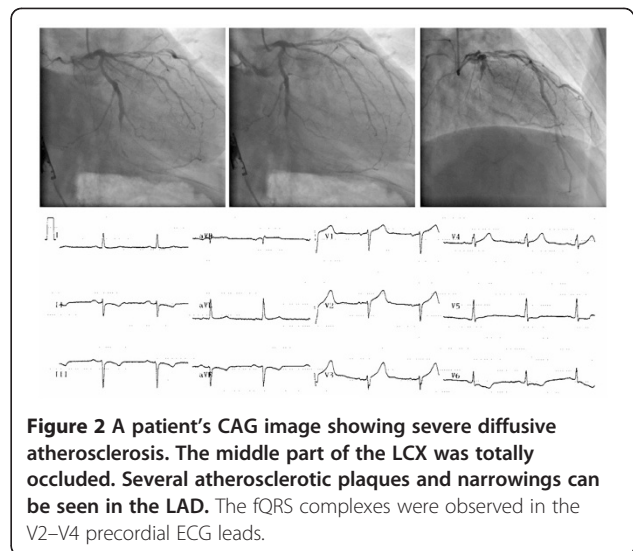 I
aVR
V1
V4
II
aVL
V2
V5
III
aVF
V3
V6
Figure 2 A patient's CAG image showing severe diffusive
atherosclerosis. The middle part of the LCX was totally
occluded. Several atherosclerotic plaques and narrowings can
be seen in the LAD. The fQRS complexes were observed in the
V2–V4 precordial ECG leads.